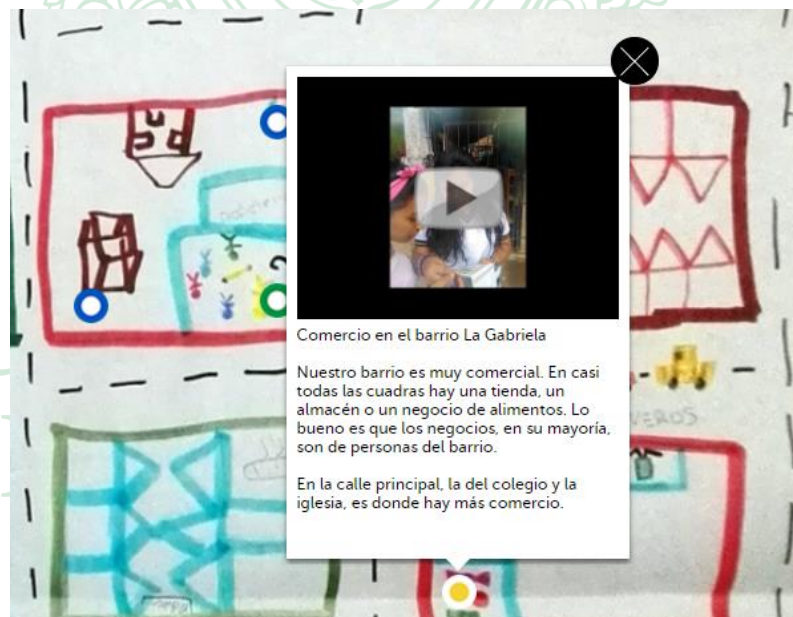 Comercio en el barrio La Gabriela
Nuestro barrio es muy comercial. En casi
todas las cuadras hay una tienda, un
almacén o un negocio de alimentos. Lo
bueno es que los negocios, en su mayoría,
son de personas del barrio.
En la calle principal, la del colegio y la
iglesia, es donde hay más comercio.